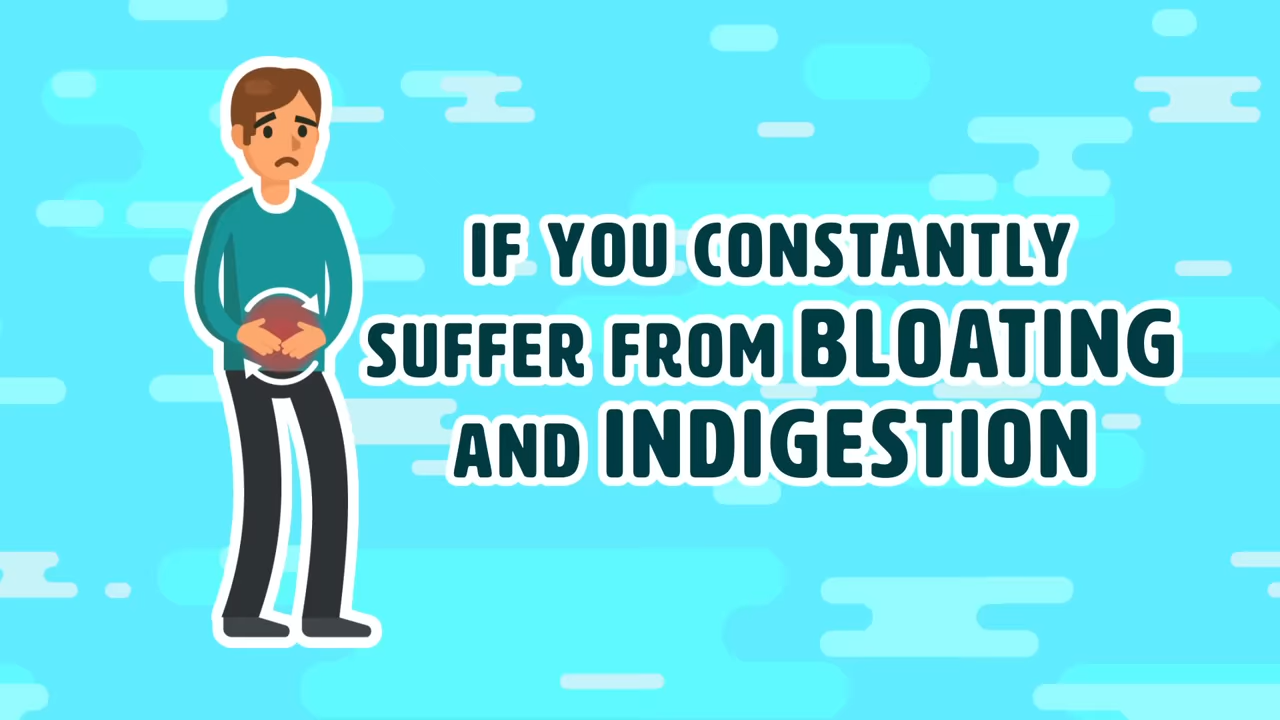 IF YOU CONSTANTLY
SUFFER FROM BLOATING
AND INDIGESTION